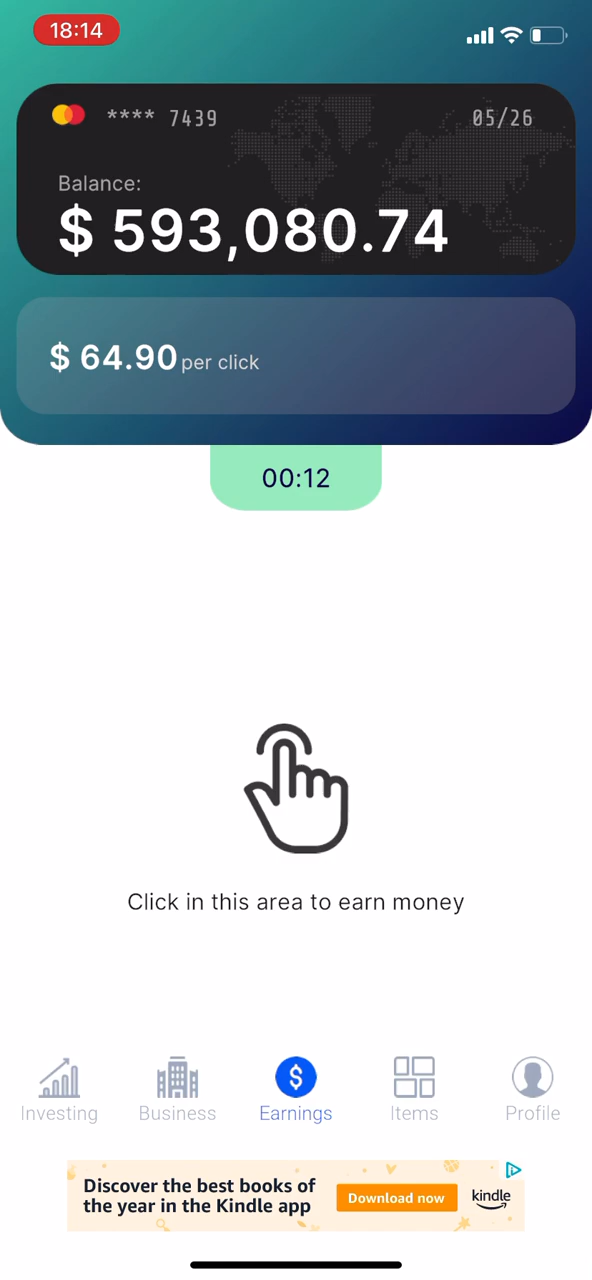 18:14
**** 7439 05/26
Balance:
$ 593,080.74
$ 64.90 per click
00:12
$
Click in this area to earn money
Investing Business Earnings Items Profile
Discover the best books of
the year in the Kindle app
Download now
kindle